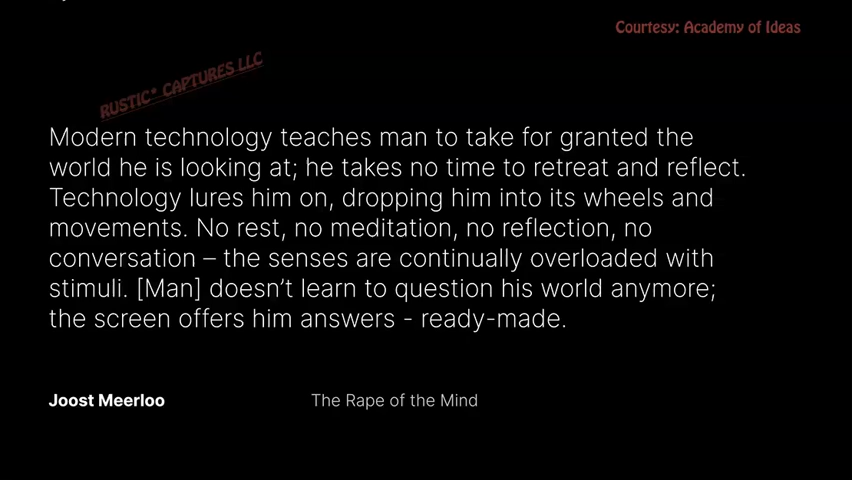 Courtesy: Academy of Ideas
RUSTIC* CAPTURES LLC
Modern technology teaches man to take for granted the
world he is looking at; he takes no time to retreat and reflect.
Technology lures him on, dropping him into its wheels and
movements. No rest, no meditation, no reflection, no
conversation – the senses are continually overloaded with
stimuli. [Man] doesn't learn to question his world anymore;
the screen offers him answers - ready-made.
Joost Meerloo The Rape of the Mind